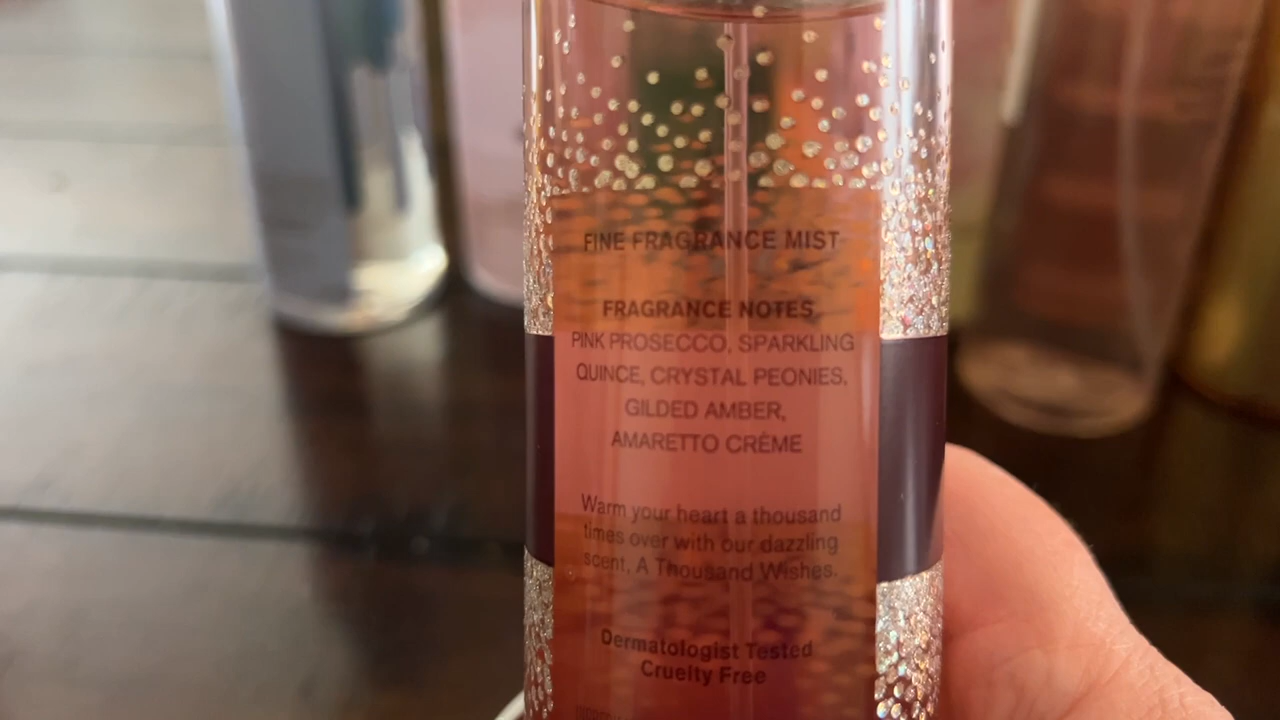 FINE FRAGRANCE MIST
FRAGRANCE NOTES
PINK PROSECCO, SPARKLING
QUINCE, CRYSTAL PEONIES,
GILDED AMBER,
AMARETTO CRÈME
Warm your heart a thousand
times over with our dazzling
scent, A Thousand Wishes.
Dermatologist Tested
Cruelty Free